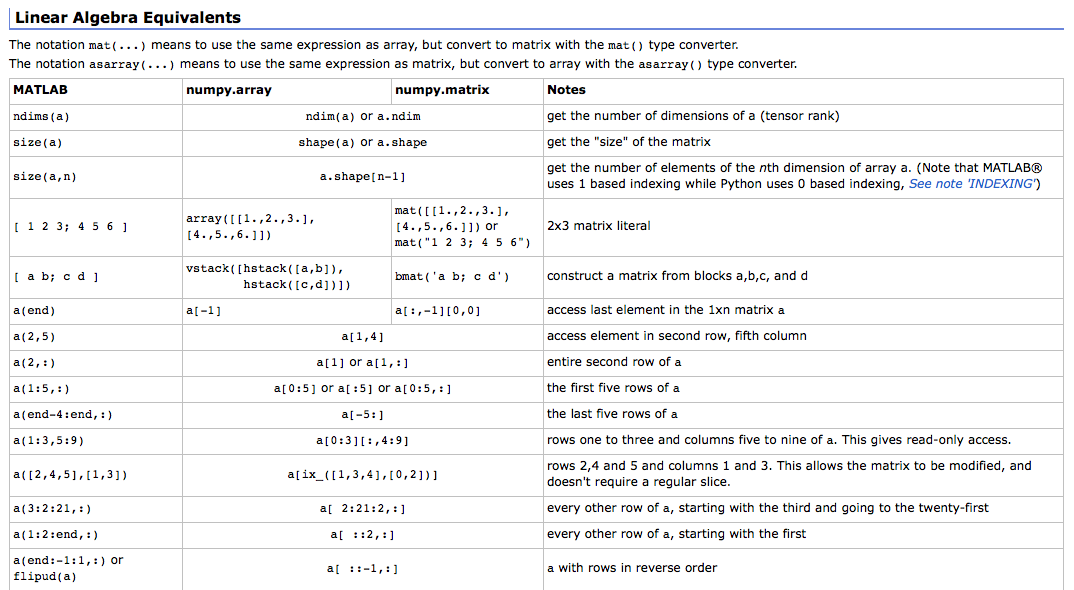 Linear Algebra Equivalents
The notation mat(...) means to use the same expression as array, but convert to matrix with the mat() type converter.
The notation asarray(...) means to use the same expression as matrix, but convert to array with the asarray() type converter.
MATLAB numpy.array numpy.matrix Notes
ndims(a) ndim(a) or a.ndim get the number of dimensions of a (tensor rank)
size(a) shape(a) or a.shape get the "size" of the matrix
size(a,n) a.shape[n-1] get the number of elements of the nth dimension of array a. (Note that MATLAB®
uses 1 based indexing while Python uses 0 based indexing, See note 'INDEXING')
[ 1 2 3; 4 5 6 ] array([[1.,2.,3.],
[4.,5.,6.]]) mat([[1.,2.,3.],
[4.,5.,6.]]) or
mat("1 2 3; 4 5 6") 2x3 matrix literal
[ a b; c d ] vstack([hstack([a,b]),
hstack([c,d])]) bmat('a b; c d') construct a matrix from blocks a,b,c, and d
a(end) a[-1] a[:,-1][0,0] access last element in the 1xn matrix a
a(2,5) a[1,4] access element in second row, fifth column
a(2,:) a[1] or a[1,:] entire second row of a
a(1:5,:) a[0:5] or a[:5] or a[0:5,:] the first five rows of a
a(end-4:end,:) a[-5:] the last five rows of a
a(1:3,5:9) a[0:3][:,4:9] rows one to three and columns five to nine of a. This gives read-only access.
a([2,4,5],[1,3]) a[ix_([1,3,4],[0,2])] rows 2,4 and 5 and columns 1 and 3. This allows the matrix to be modified, and
doesn't require a regular slice.
a(3:2:21,:) a[ 2:21:2,:] every other row of a, starting with the third and going to the twenty-first
a(1:2:end,:) a[ ::2,:] every other row of a, starting with the first
a(end:-1:1,:) or
flipud(a) a[ ::-1,:] a with rows in reverse order